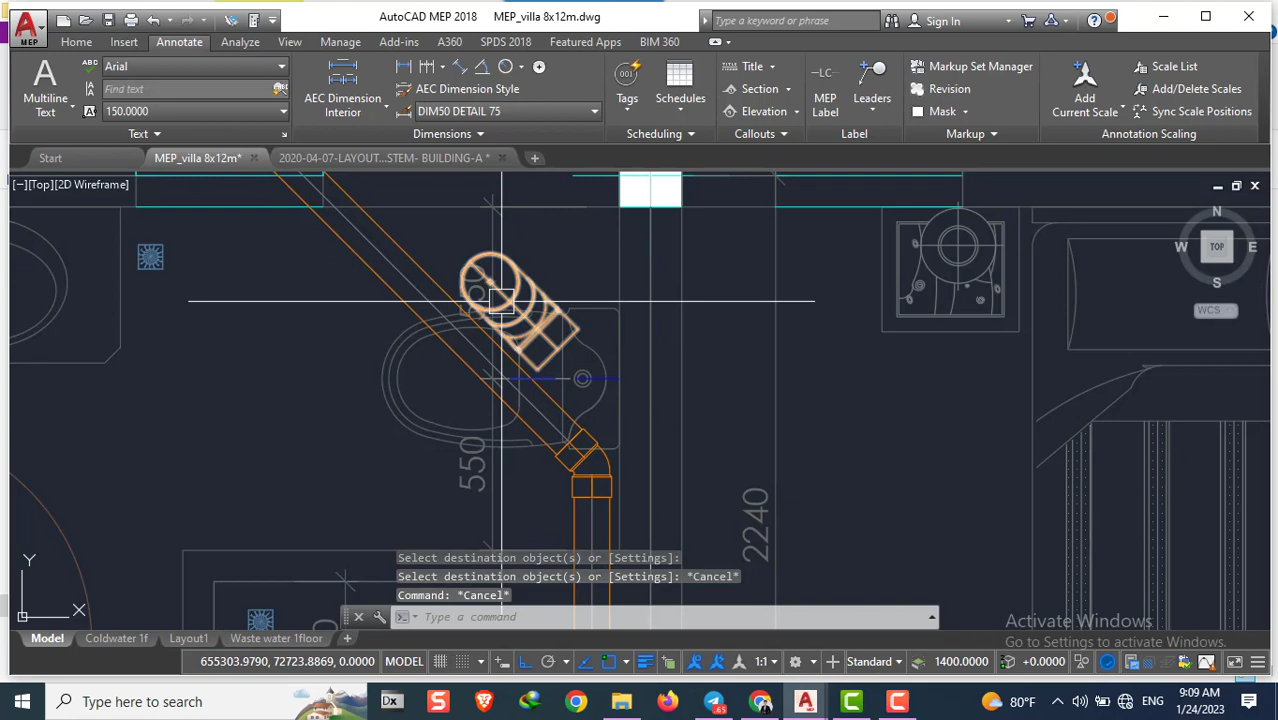 AutoCAD MEP 2018 MEP_villa 8x12m.dwg
Type a keyword or phrase
Sign In
MEP
Home Insert Annotate Analyze View Manage Add-ins A360 SPDS 2018 Featured Apps BIM 360
Multiline
Text
ABC Arial
Find text
150.0000
Text
AEC Dimension
Interior
AEC Dimension Style
DIM50 DETAIL 75
Dimensions
Tags
Schedules
Scheduling
Title
Section
Elevation
Callouts
MEP
Label
Leaders
Label
Markup Set Manager
Revision
Mask
Markup
Add
Current Scale
Scale List
Add/Delete Scales
Sync Scale Positions
Annotation Scaling
Start MEP_villa 8x12m* 2020-04-07-LAYOUT...STEM- BUILDING-A *
[−][Top][2D Wireframe]
N
W TOP E
S
WCS
550
2240
Y
X
Select destination object(s) or [Settings]:
Select destination object(s) or [Settings]: *Cancel*
Command: *Cancel*
Type a command
Activate Windows
Go to Settings to activate Windows.
Model Coldwater 1f Layout1 Waste water 1floor
655303.9790, 72723.8869, 0.0000 MODEL 1:1 Standard 1400.0000 +0.0000
Type here to search
Dx
65
80°F
ENG
9:09 AM
1/24/2023